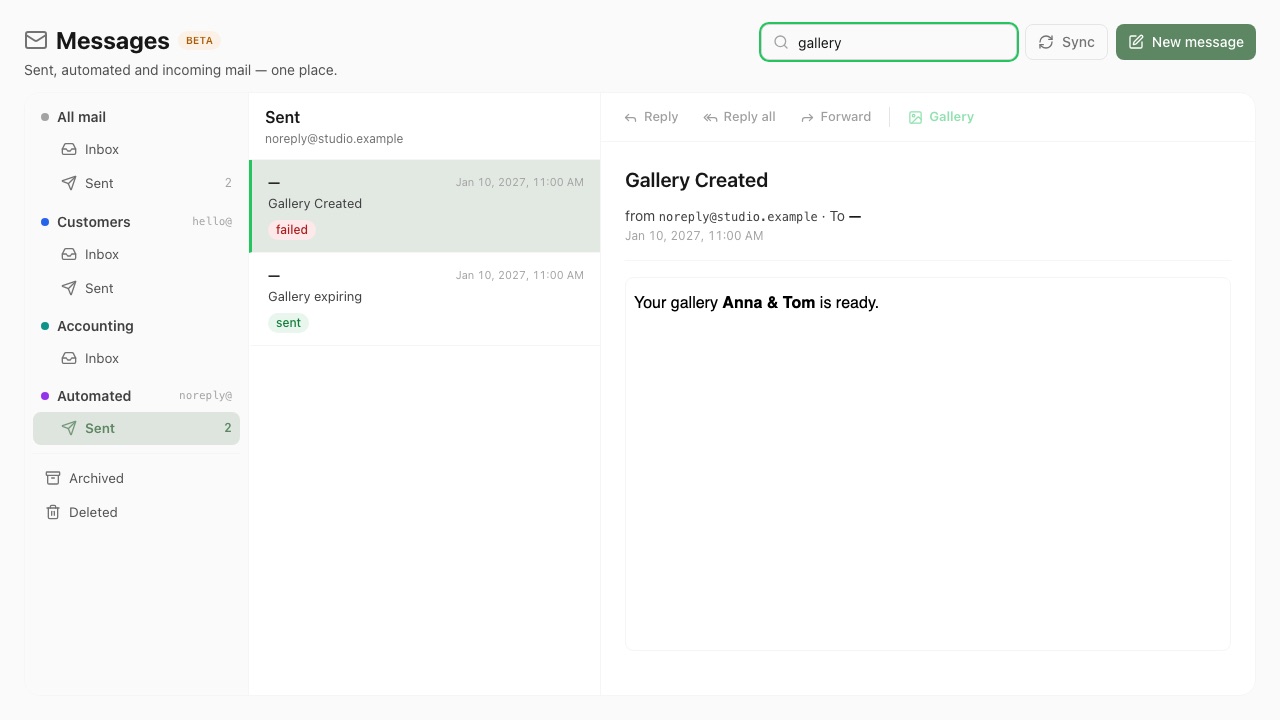 Messages BETA
Sent, automated and incoming mail — one place.
gallery
Sync
New message
All mail
Inbox
Sent 2
Customers hello@
Inbox
Sent
Accounting
Inbox
Automated noreply@
Sent 2
Archived
Deleted
Sent
noreply@studio.example
— Jan 10, 2027, 11:00 AM
Gallery Created
failed
— Jan 10, 2027, 11:00 AM
Gallery expiring
sent
Reply Reply all Forward Gallery
Gallery Created
from noreply@studio.example · To —
Jan 10, 2027, 11:00 AM
Your gallery Anna & Tom is ready.